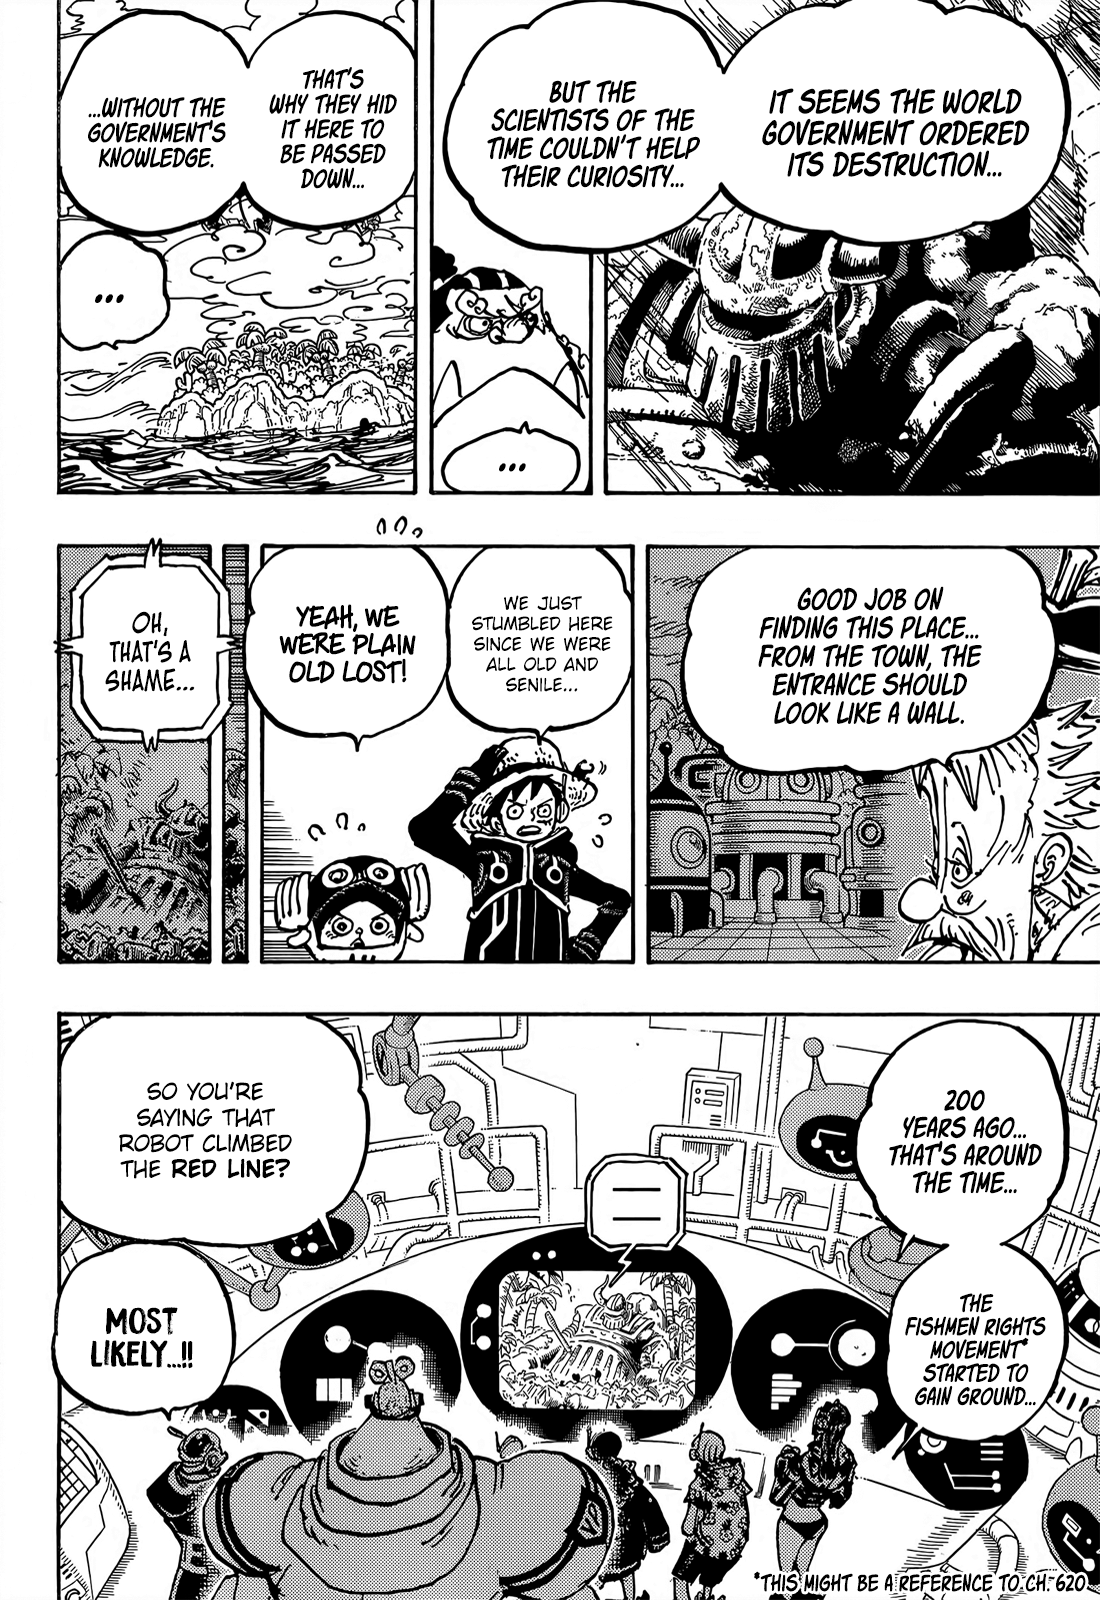 IT SEEMS THE WORLD
GOVERNMENT ORDERED
ITS DESTRUCTION...
BUT THE
SCIENTISTS OF THE
TIME COULDN'T HELP
THEIR CURIOSITY...
...
THAT'S
WHY THEY HID
IT HERE TO
BE PASSED
DOWN...
...WITHOUT THE
GOVERNMENT'S
KNOWLEDGE.
...
GOOD JOB ON
FINDING THIS PLACE...
FROM THE TOWN, THE
ENTRANCE SHOULD
LOOK LIKE A WALL.
WE JUST
STUMBLED HERE
SINCE WE WERE
ALL OLD AND
SENILE...
YEAH, WE
WERE PLAIN
OLD LOST!
OH,
THAT'S A
SHAME...
200
YEARS AGO...
THAT'S AROUND
THE TIME...
THE
FISHMEN RIGHTS
MOVEMENT*
STARTED TO
GAIN GROUND...
SO YOU'RE
SAYING THAT
ROBOT CLIMBED
THE RED LINE?
MOST
LIKELY...!!
*THIS MIGHT BE A REFERENCE TO CH. 620.